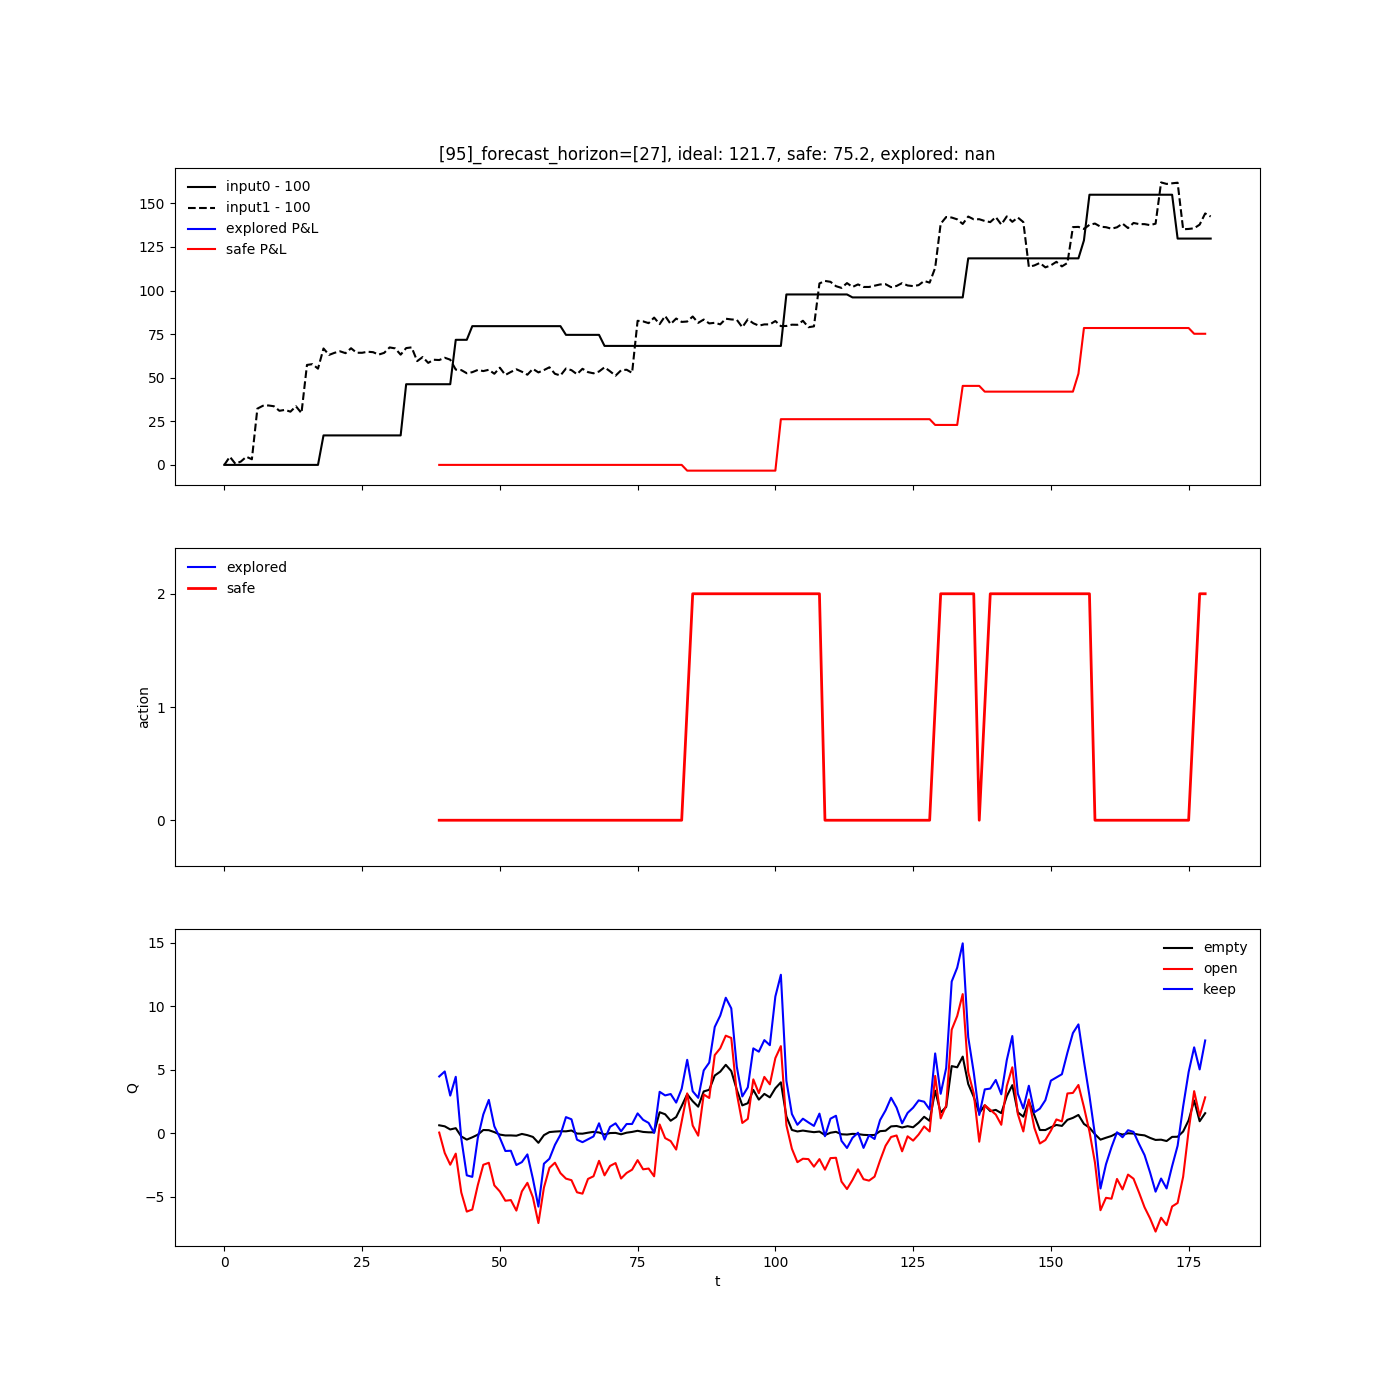 [95]_forecast_horizon=[27], ideal: 121.7, safe: 75.2, explored: nan
input0 - 100
input1 - 100
explored P&L
safe P&L
150
125
100
75
50
25
0
explored
safe
2
1
0
action
empty
open
keep
15
10
5
0
−5
Q
0 25 50 75 100 125 150 175
t